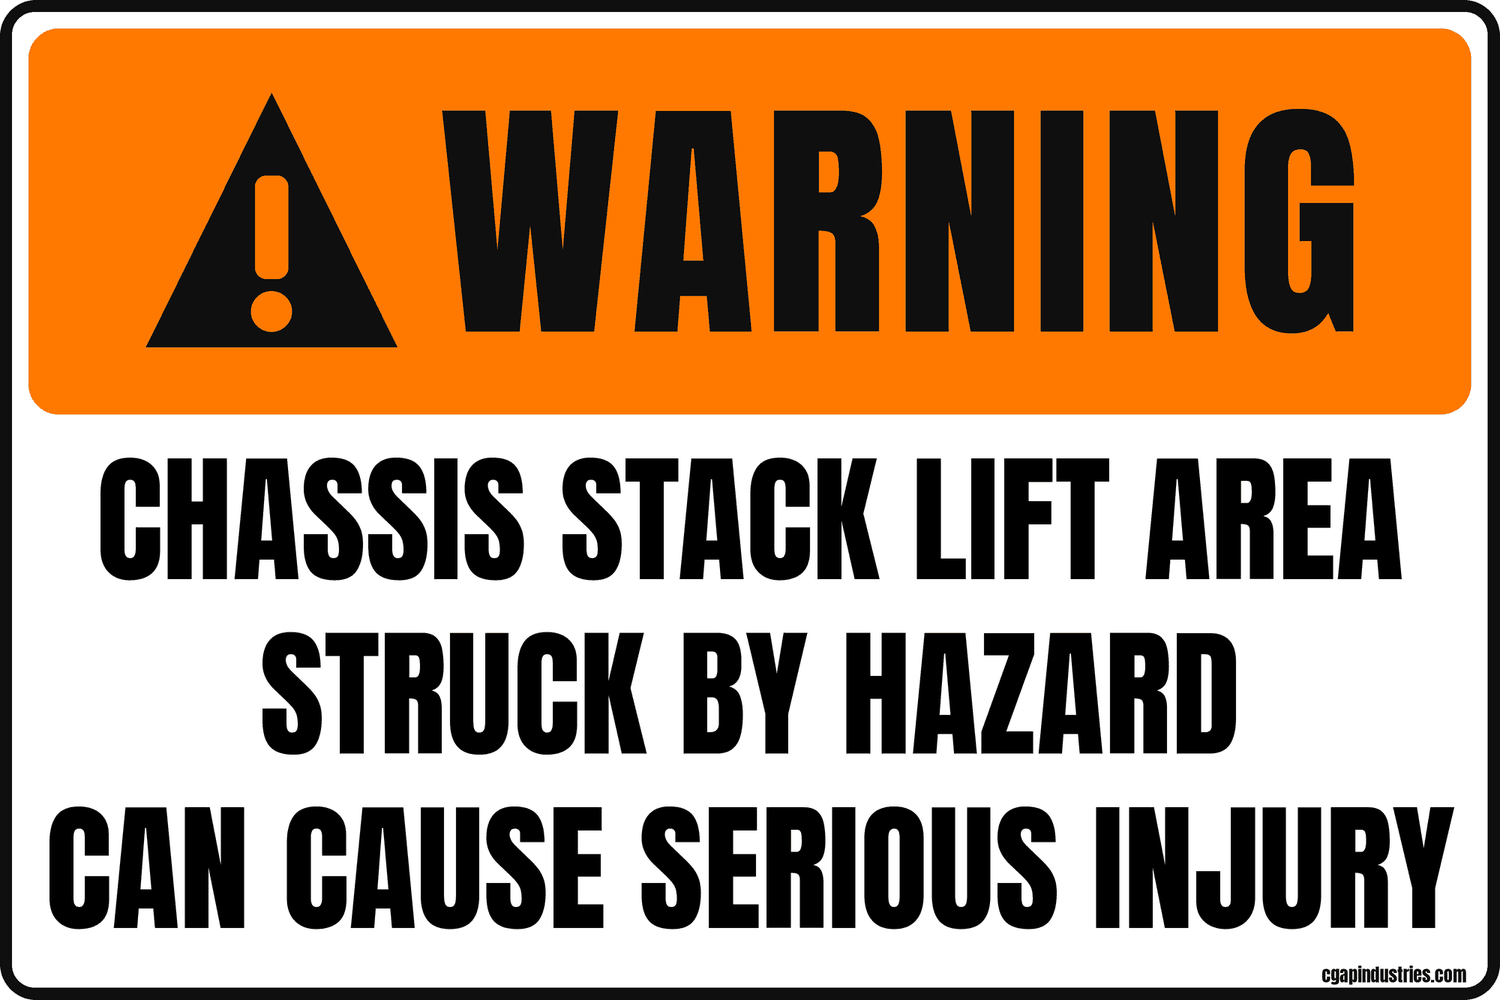 WARNING
CHASSIS STACK LIFT AREA
STRUCK BY HAZARD
CAN CAUSE SERIOUS INJURY
cgapindustries.com